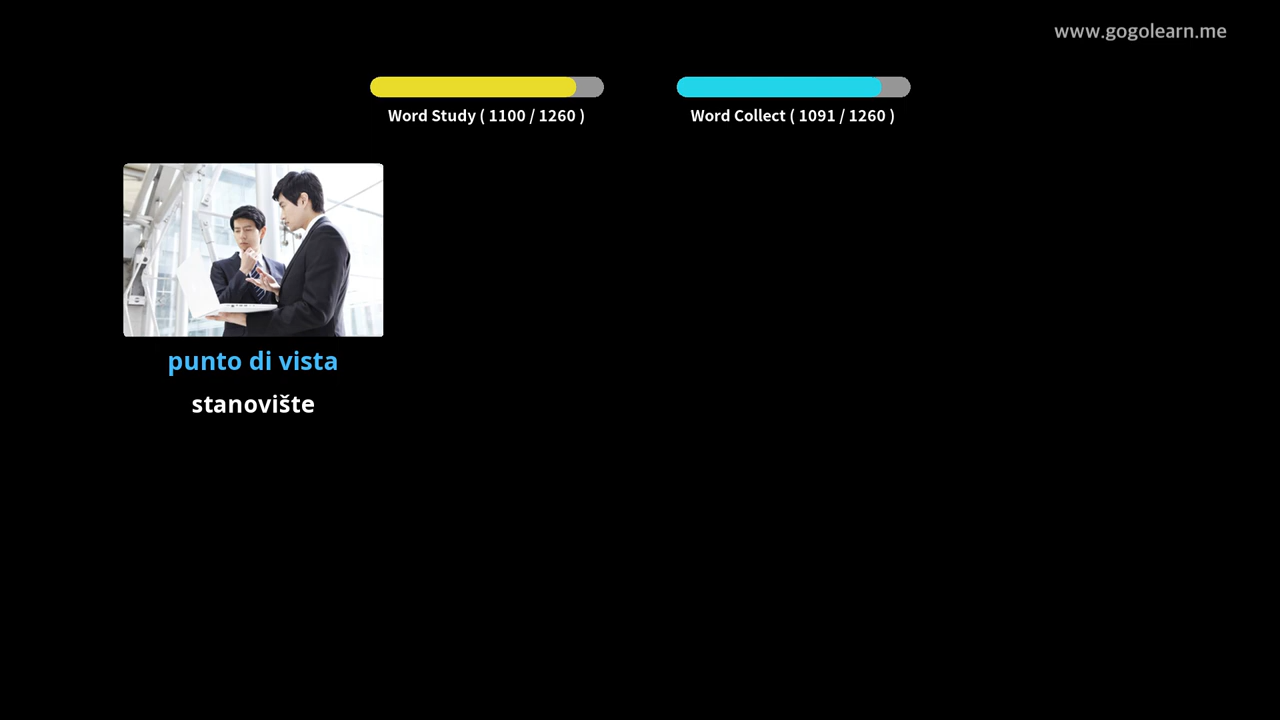 www.gogolearn.me
Word Study ( 1100 / 1260 )
Word Collect ( 1091 / 1260 )
punto di vista
stanovište